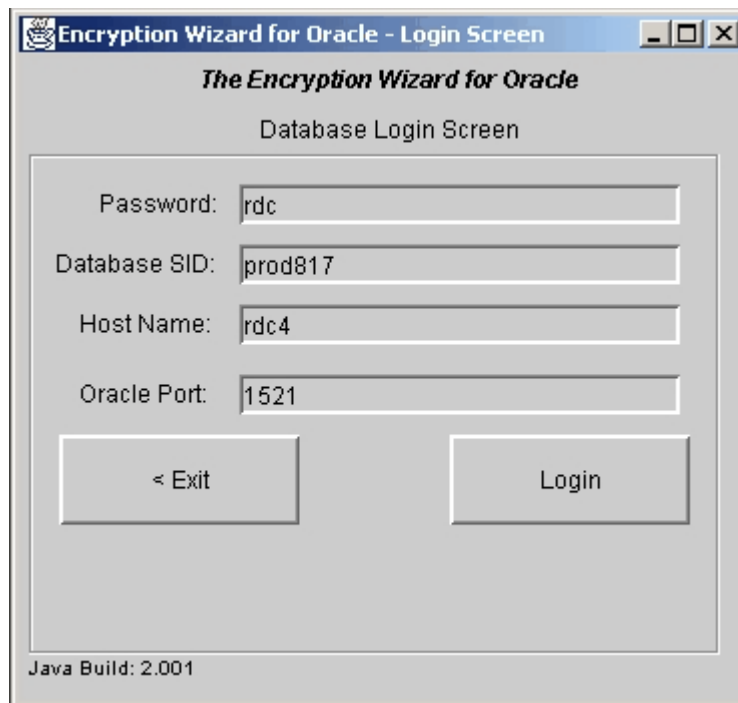 Encryption Wizard for Oracle - Login Screen
The Encryption Wizard for Oracle
Database Login Screen
Password: rdc
Database SID: prod817
Host Name: rdc4
Oracle Port: 1521
< Exit Login
Java Build: 2.001